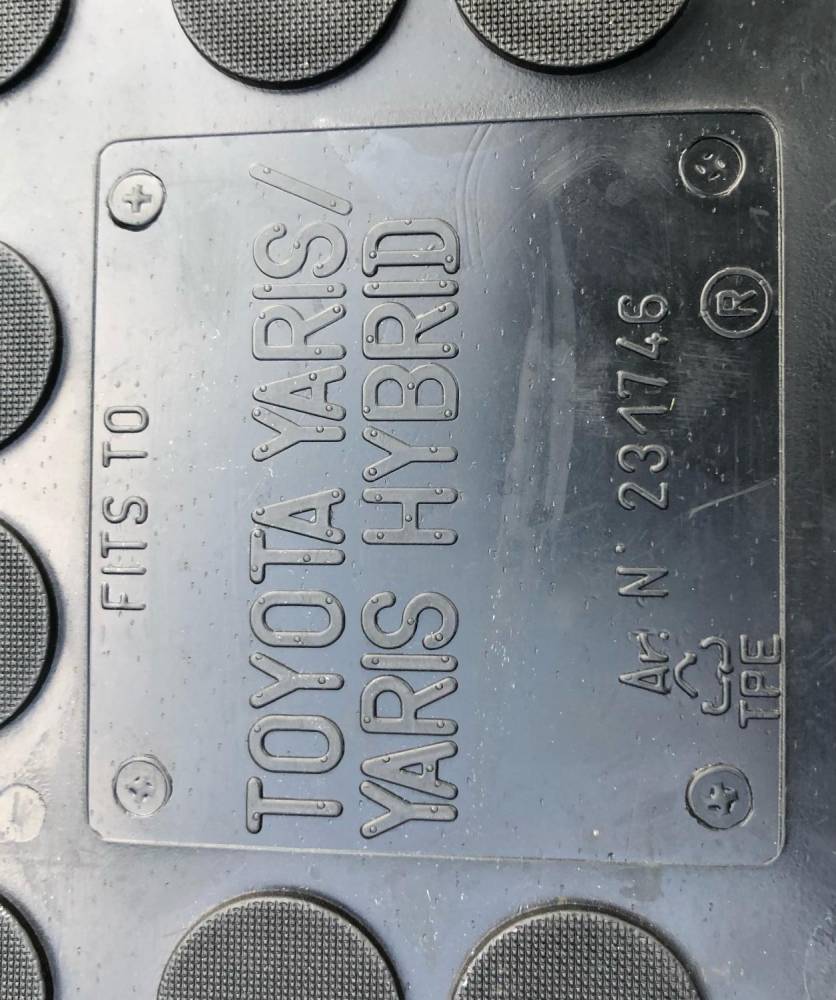 FITS TO
TOYOTA YARIS/
YARIS HYBRID
Ar. N° 231746
TPE
®